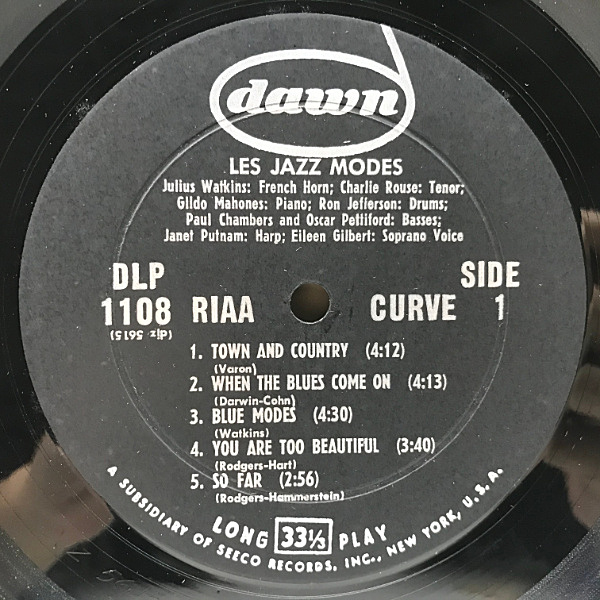 dawn
LES JAZZ MODES
Julius Watkins: French Horn; Charlie Rouse: Tenor;
Gildo Mahones: Piano; Ron Jefferson: Drums;
Paul Chambers and Oscar Pettiford: Basses;
Janet Putnam: Harp; Eileen Gilbert: Soprano Voice
DLP
1108 RIAA CURVE
SIDE
1
(dlz 5615)
1. TOWN AND COUNTRY (4:12)
(Varon)
2. WHEN THE BLUES COME ON (4:13)
(Darwin-Cohn)
3. BLUE MODES (4:30)
(Watkins)
4. YOU ARE TOO BEAUTIFUL (3:40)
(Rodgers-Hart)
5. SO FAR (2:56)
(Rodgers-Hammerstein)
LONG 33⅓ PLAY
A SUBSIDIARY OF SEECO RECORDS, INC., NEW YORK, U.S.A.